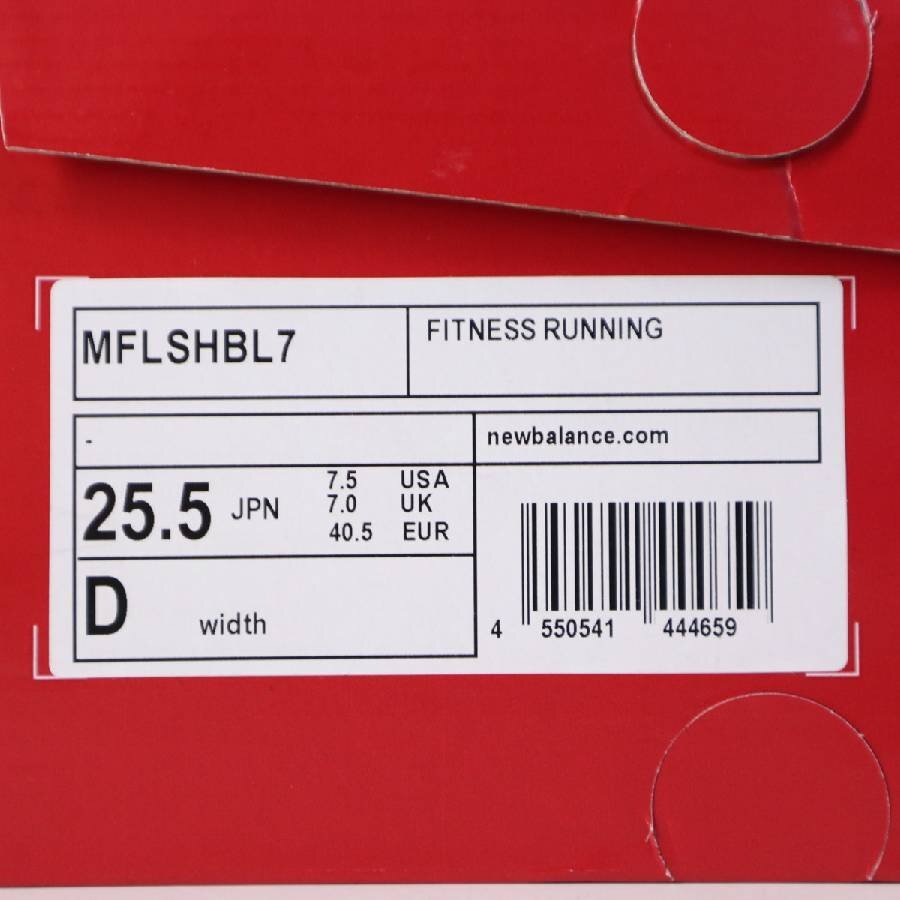 MFLSHBL7
FITNESS RUNNING
-
newbalance.com
25.5 JPN
7.5 USA
7.0 UK
40.5 EUR
D width
4 550541 444659